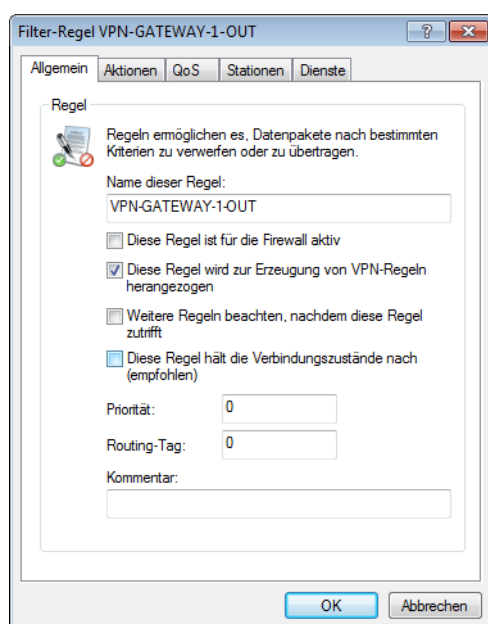 Filter-Regel VPN-GATEWAY-1-OUT
Allgemein Aktionen QoS Stationen Dienste
Regel
Regeln ermöglichen es, Datenpakete nach bestimmten
Kriterien zu verwerfen oder zu übertragen.
Name dieser Regel:
VPN-GATEWAY-1-OUT
Diese Regel ist für die Firewall aktiv
Diese Regel wird zur Erzeugung von VPN-Regeln
herangezogen
Weitere Regeln beachten, nachdem diese Regel
zutrifft
Diese Regel hält die Verbindungszustände nach
(empfohlen)
Priorität: 0
Routing-Tag: 0
Kommentar:
OK Abbrechen